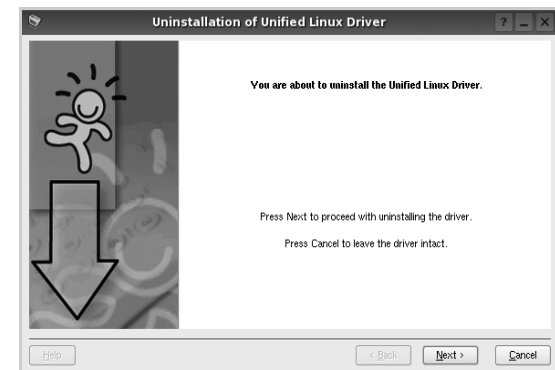 Uninstallation of Unified Linux Driver
You are about to uninstall the Unified Linux Driver.
Press Next to proceed with uninstalling the driver.
Press Cancel to leave the driver intact.
Help
< Back
Next >
Cancel